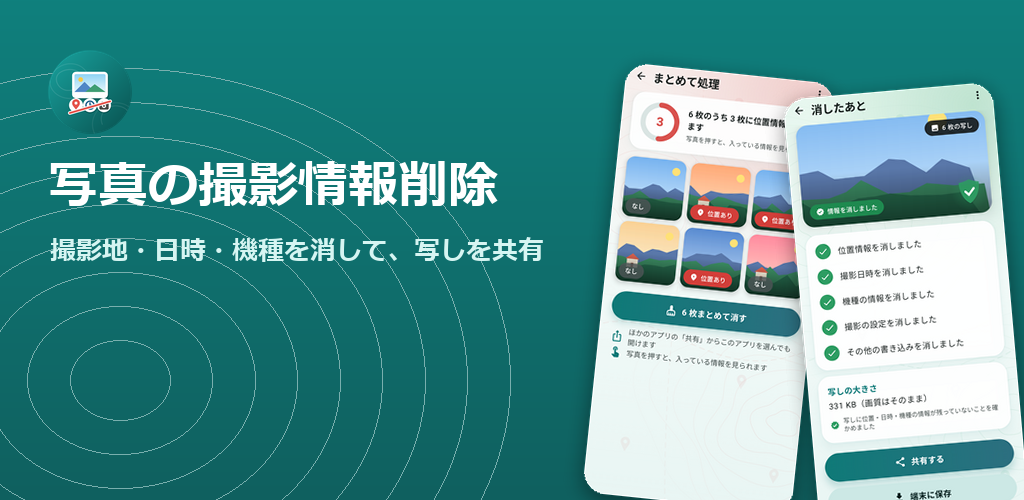 写真の撮影情報削除
撮影地・日時・機種を消して、写しを共有
まとめて処理
3
6 枚のうち 3 枚に位置情報
ます
写真を押すと、入っている情報を見
なし
位置あり
位置あり
なし
位置あり
なし
6 枚まとめて消す
ほかのアプリの「共有」からこのアプリを選んでも
開けます
写真を押すと、入っている情報を見られます
消したあと
6 枚の写し
情報を消しました
位置情報を消しました
撮影日時を消しました
機種の情報を消しました
撮影の設定を消しました
その他の書き込みを消しました
写しの大きさ
331 KB（画質はそのまま）
写しに位置・日時・機種の情報が残っていないことを確
かめました
共有する
端末に保存